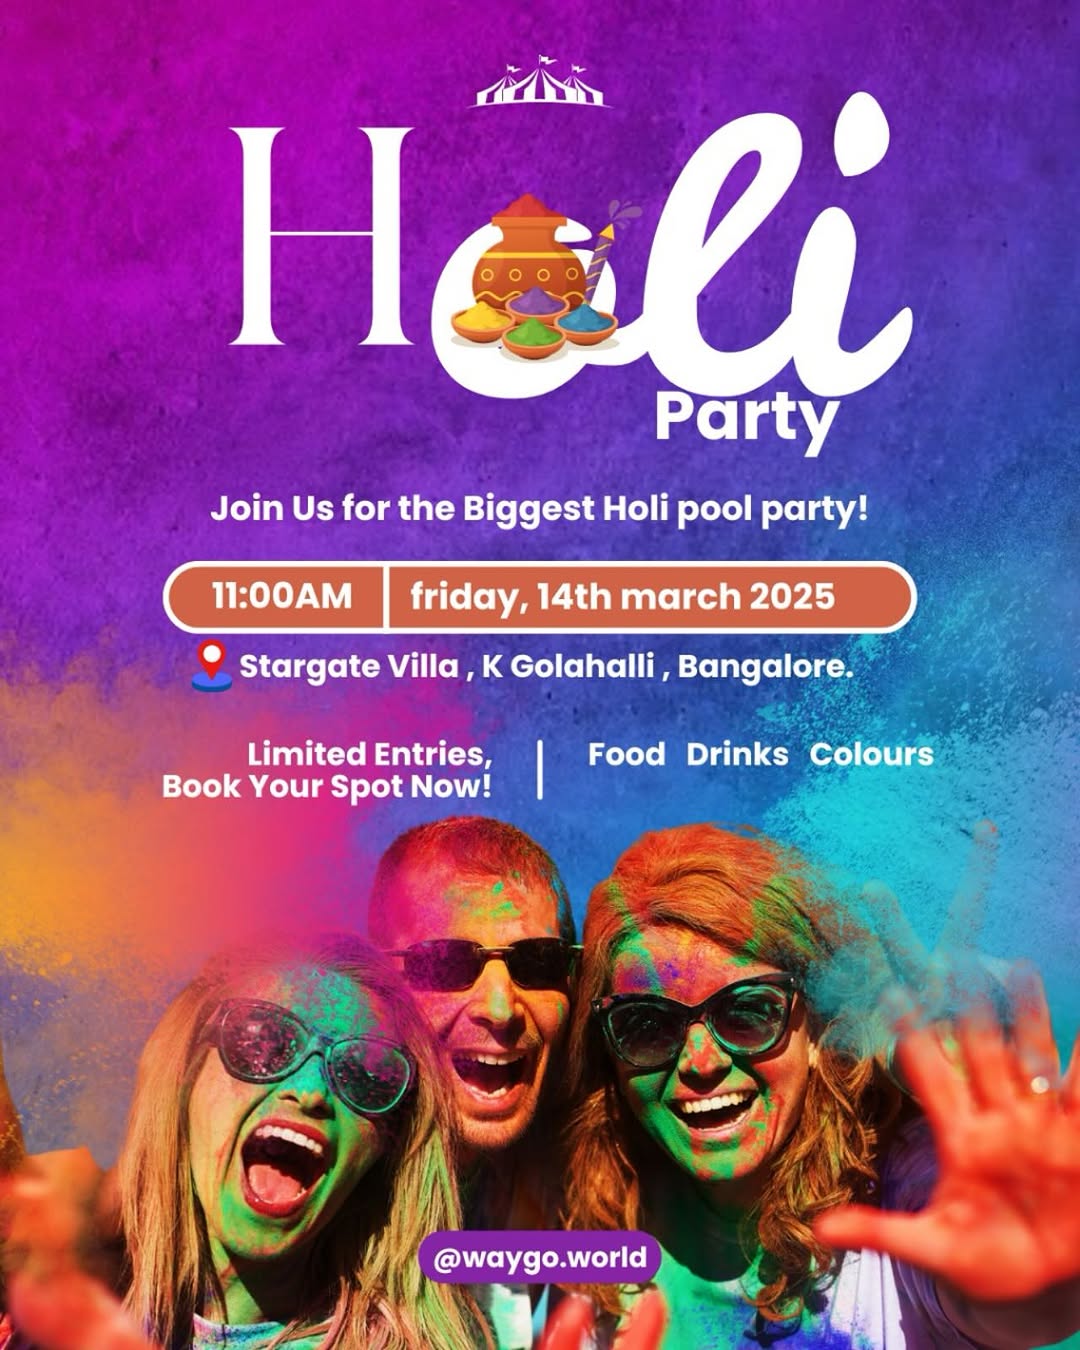 Holi
Party
Join Us for the Biggest Holi pool party!
11:00AM friday, 14th march 2025
Stargate Villa , K Golahalli , Bangalore.
Limited Entries,
Book Your Spot Now!
Food Drinks Colours
@waygo.world